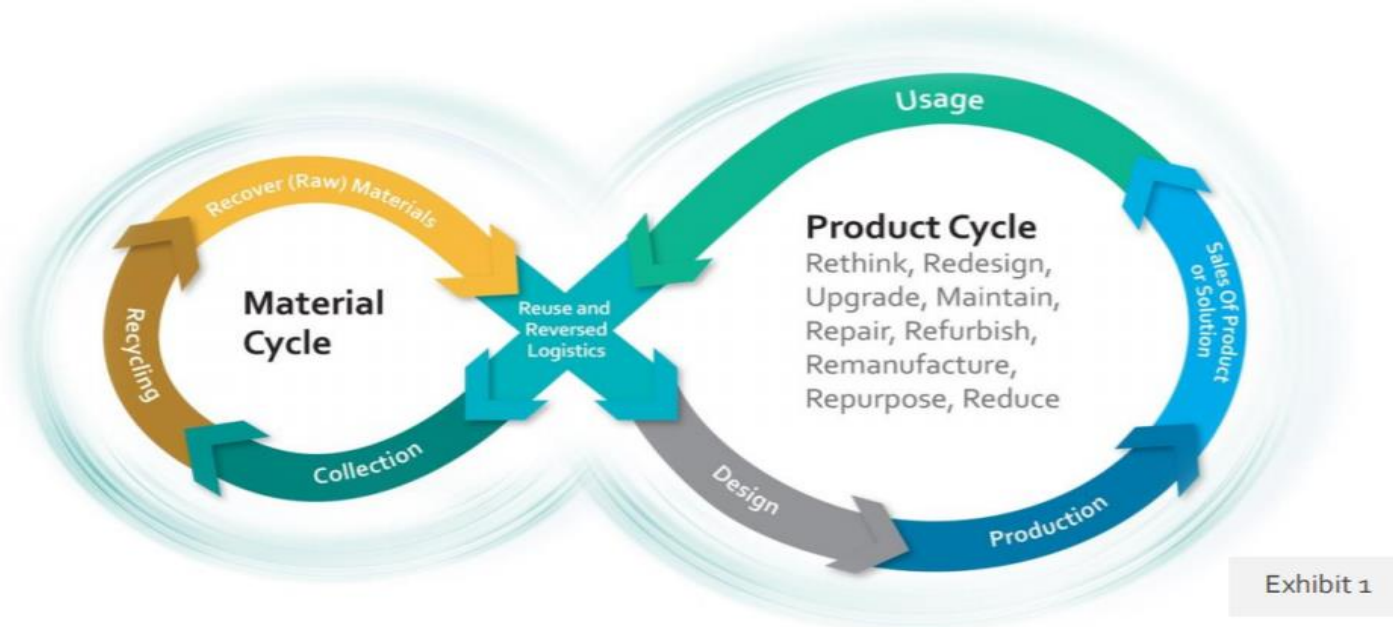 Usage
Recover (Raw) Materials
Product Cycle
Rethink, Redesign,
Upgrade, Maintain,
Repair, Refurbish,
Remanufacture,
Repurpose, Reduce
Sales Of Product
or Solution
Material
Cycle
Reuse and
Reversed
Logistics
Recycling
Collection
Design
Production
Exhibit 1